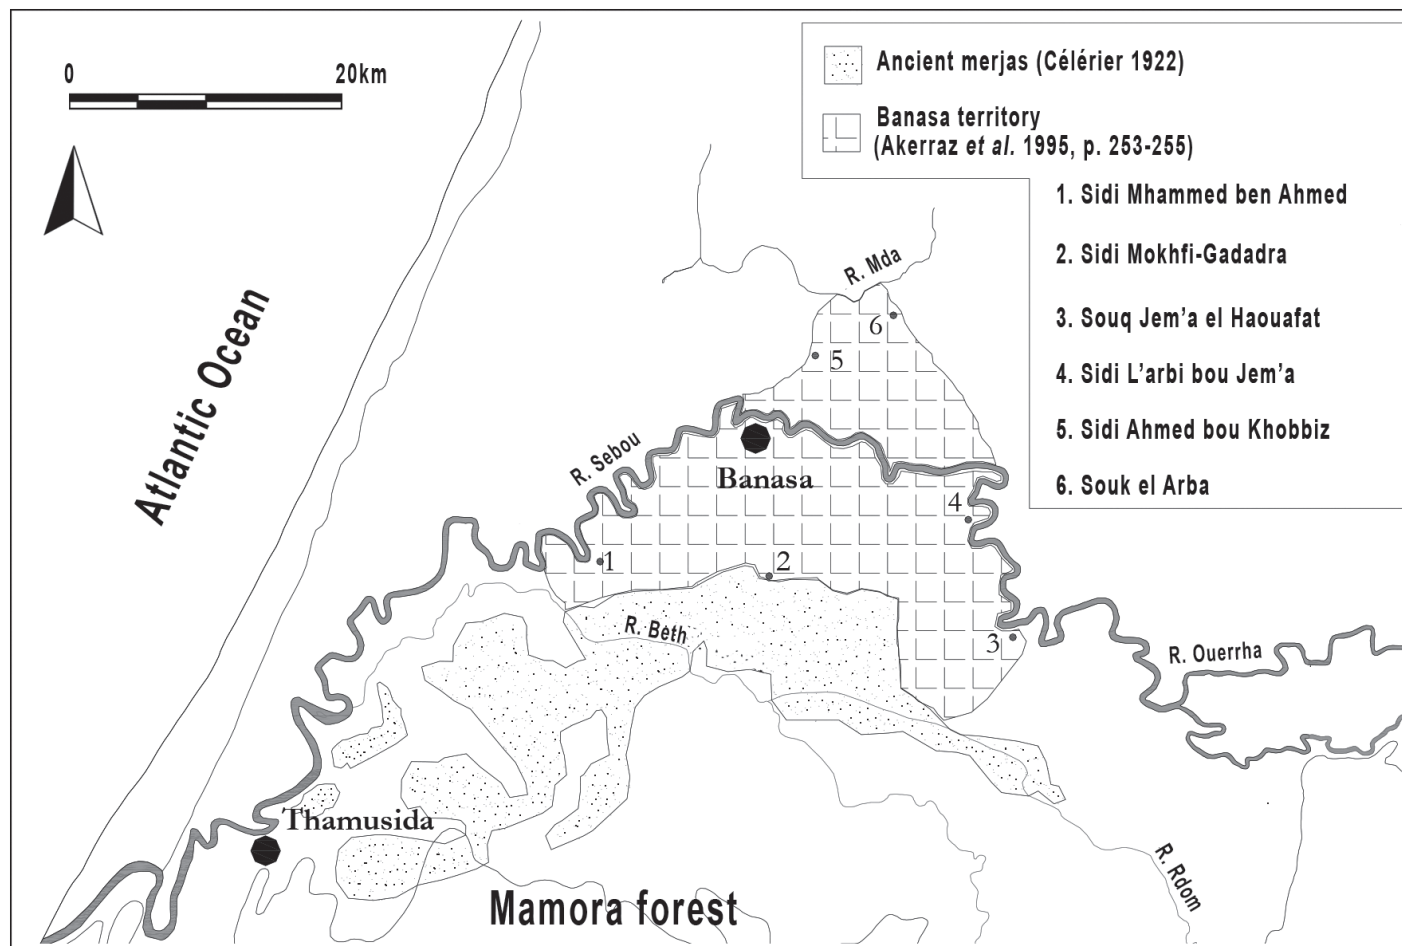 0 20km
Ancient merjas (Célérier 1922)
Banasa territory
(Akerraz et al. 1995, p. 253-255)
1. Sidi Mhammed ben Ahmed
2. Sidi Mokhfi-Gadadra
3. Souq Jem'a el Haouafat
4. Sidi L'arbi bou Jem'a
5. Sidi Ahmed bou Khobbiz
6. Souk el Arba
R. Mda
6
5
Atlantic Ocean
R. Sebou
Banasa
4
1
2
R. Beth
3
R. Ouerrha
Thamusida
R. Rdom
Mamora forest